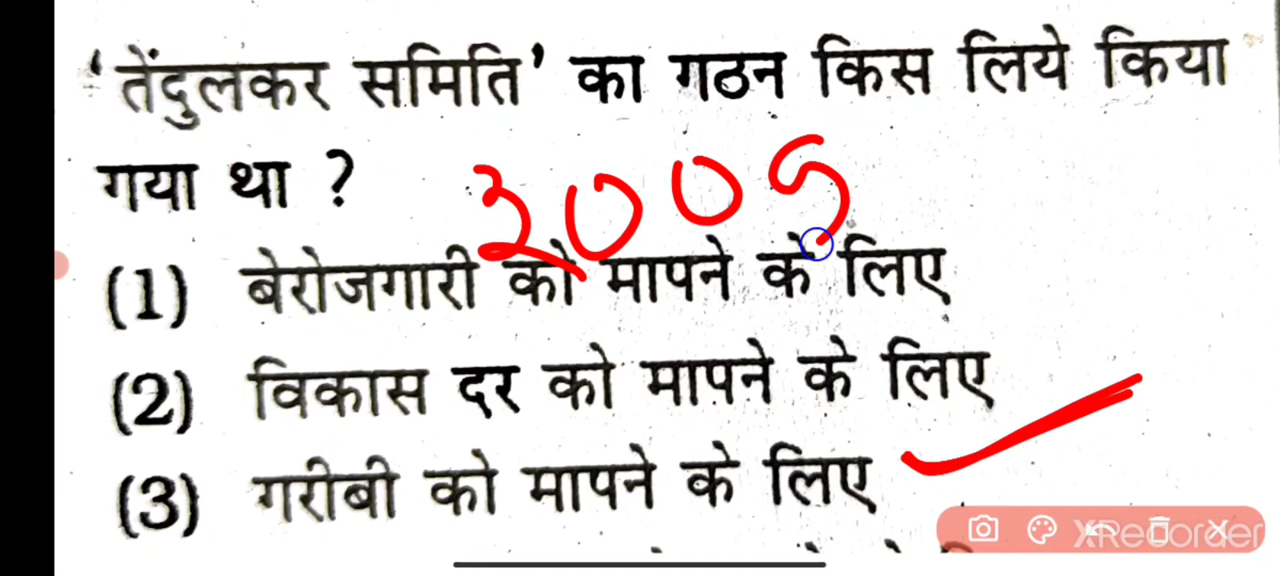 'तेंदुलकर समिति' का गठन किस लिये किया
गया था ?
2005
(1) बेरोजगारी को मापने के लिए
(2) विकास दर को मापने के लिए
(3) गरीबी को मापने के लिए
XRecorder